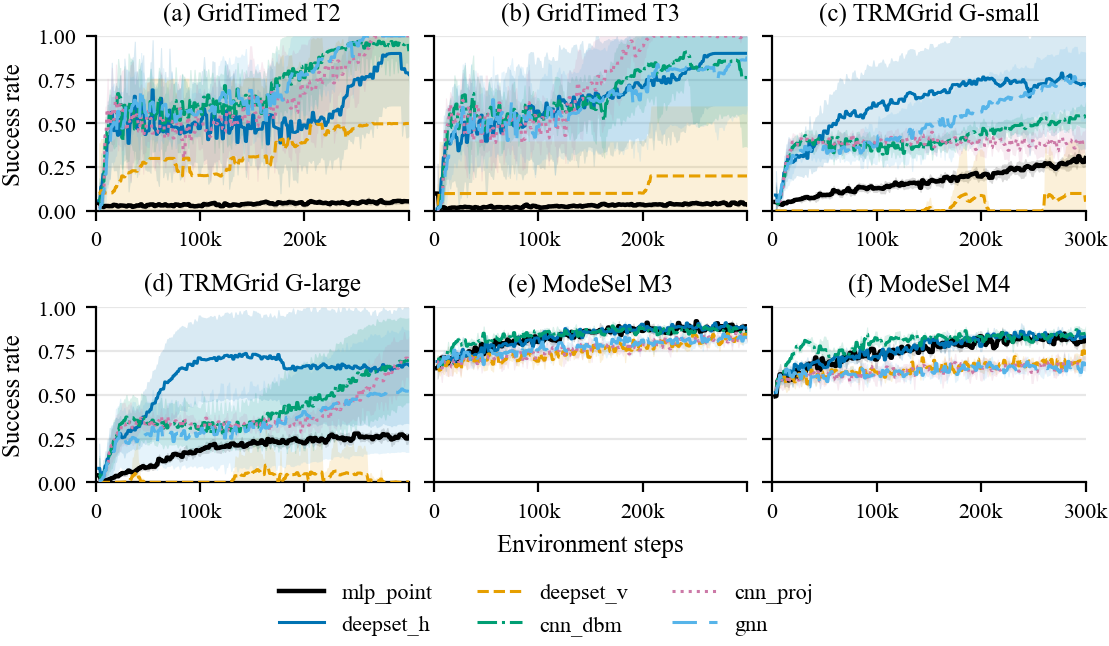 (a) GridTimed T2
(b) GridTimed T3
(c) TRMGrid G-small
Success rate
1.00
0.75
0.50
0.25
0.00
0 100k 200k
0 100k 200k
0 100k 200k 300k
(d) TRMGrid G-large
(e) ModeSel M3
(f) ModeSel M4
Success rate
1.00
0.75
0.50
0.25
0.00
0 100k 200k
0 100k 200k
0 100k 200k 300k
Environment steps
mlp_point deepset_v cnn_proj
deepset_h cnn_dbm gnn